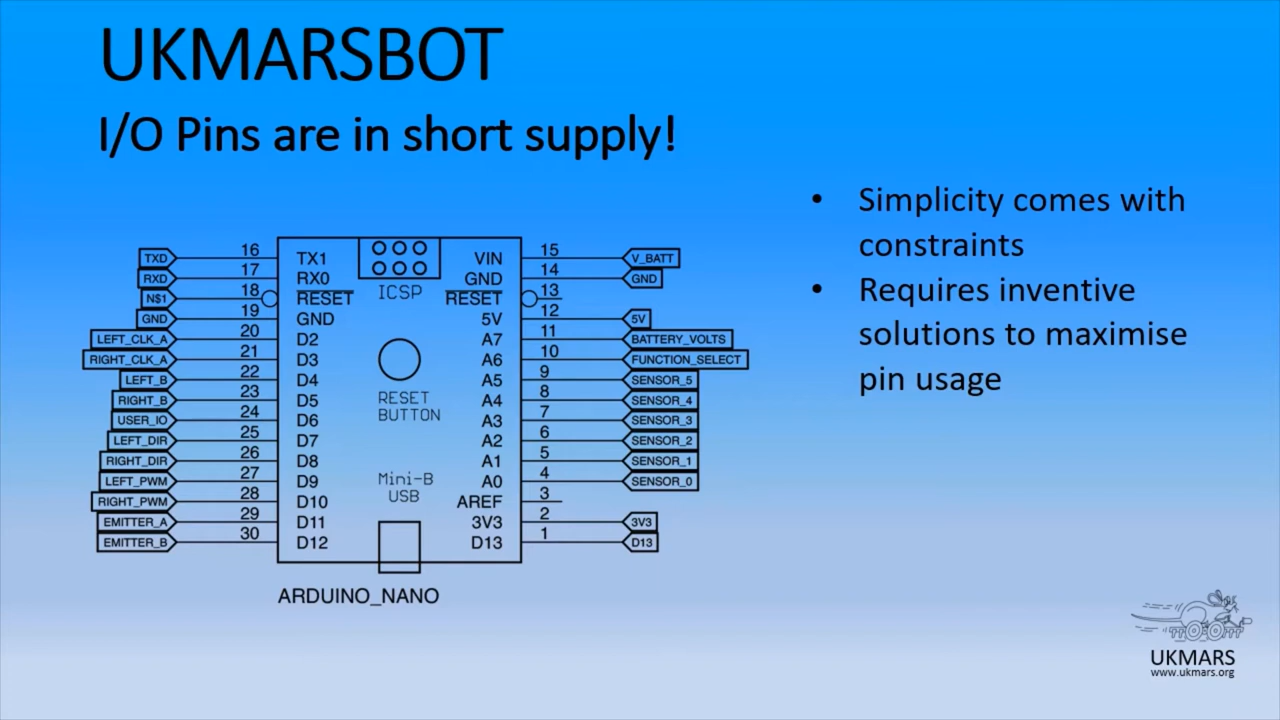 UKMARSBOT
I/O Pins are in short supply!
• Simplicity comes with
constraints
• Requires inventive
solutions to maximise
pin usage
TXD 16 TX1 VIN 15 V_BATT
RXD 17 RX0 GND 14 GND
N$1 18 RESET RESET 13
GND 19 GND 5V 12 5V
LEFT_CLK_A 20 D2 A7 11 BATTERY_VOLTS
RIGHT_CLK_A 21 D3 A6 10 FUNCTION_SELECT
LEFT_B 22 D4 A5 9 SENSOR_5
RIGHT_B 23 D5 A4 8 SENSOR_4
USER_IO 24 D6 A3 7 SENSOR_3
LEFT_DIR 25 D7 A2 6 SENSOR_2
RIGHT_DIR 26 D8 A1 5 SENSOR_1
LEFT_PWM 27 D9 A0 4 SENSOR_0
RIGHT_PWM 28 D10 AREF 3
EMITTER_A 29 D11 3V3 2 3V3
EMITTER_B 30 D12 D13 1 D13
ICSP
RESET
BUTTON
Mini-B
USB
ARDUINO_NANO
UKMARS
www.ukmars.org